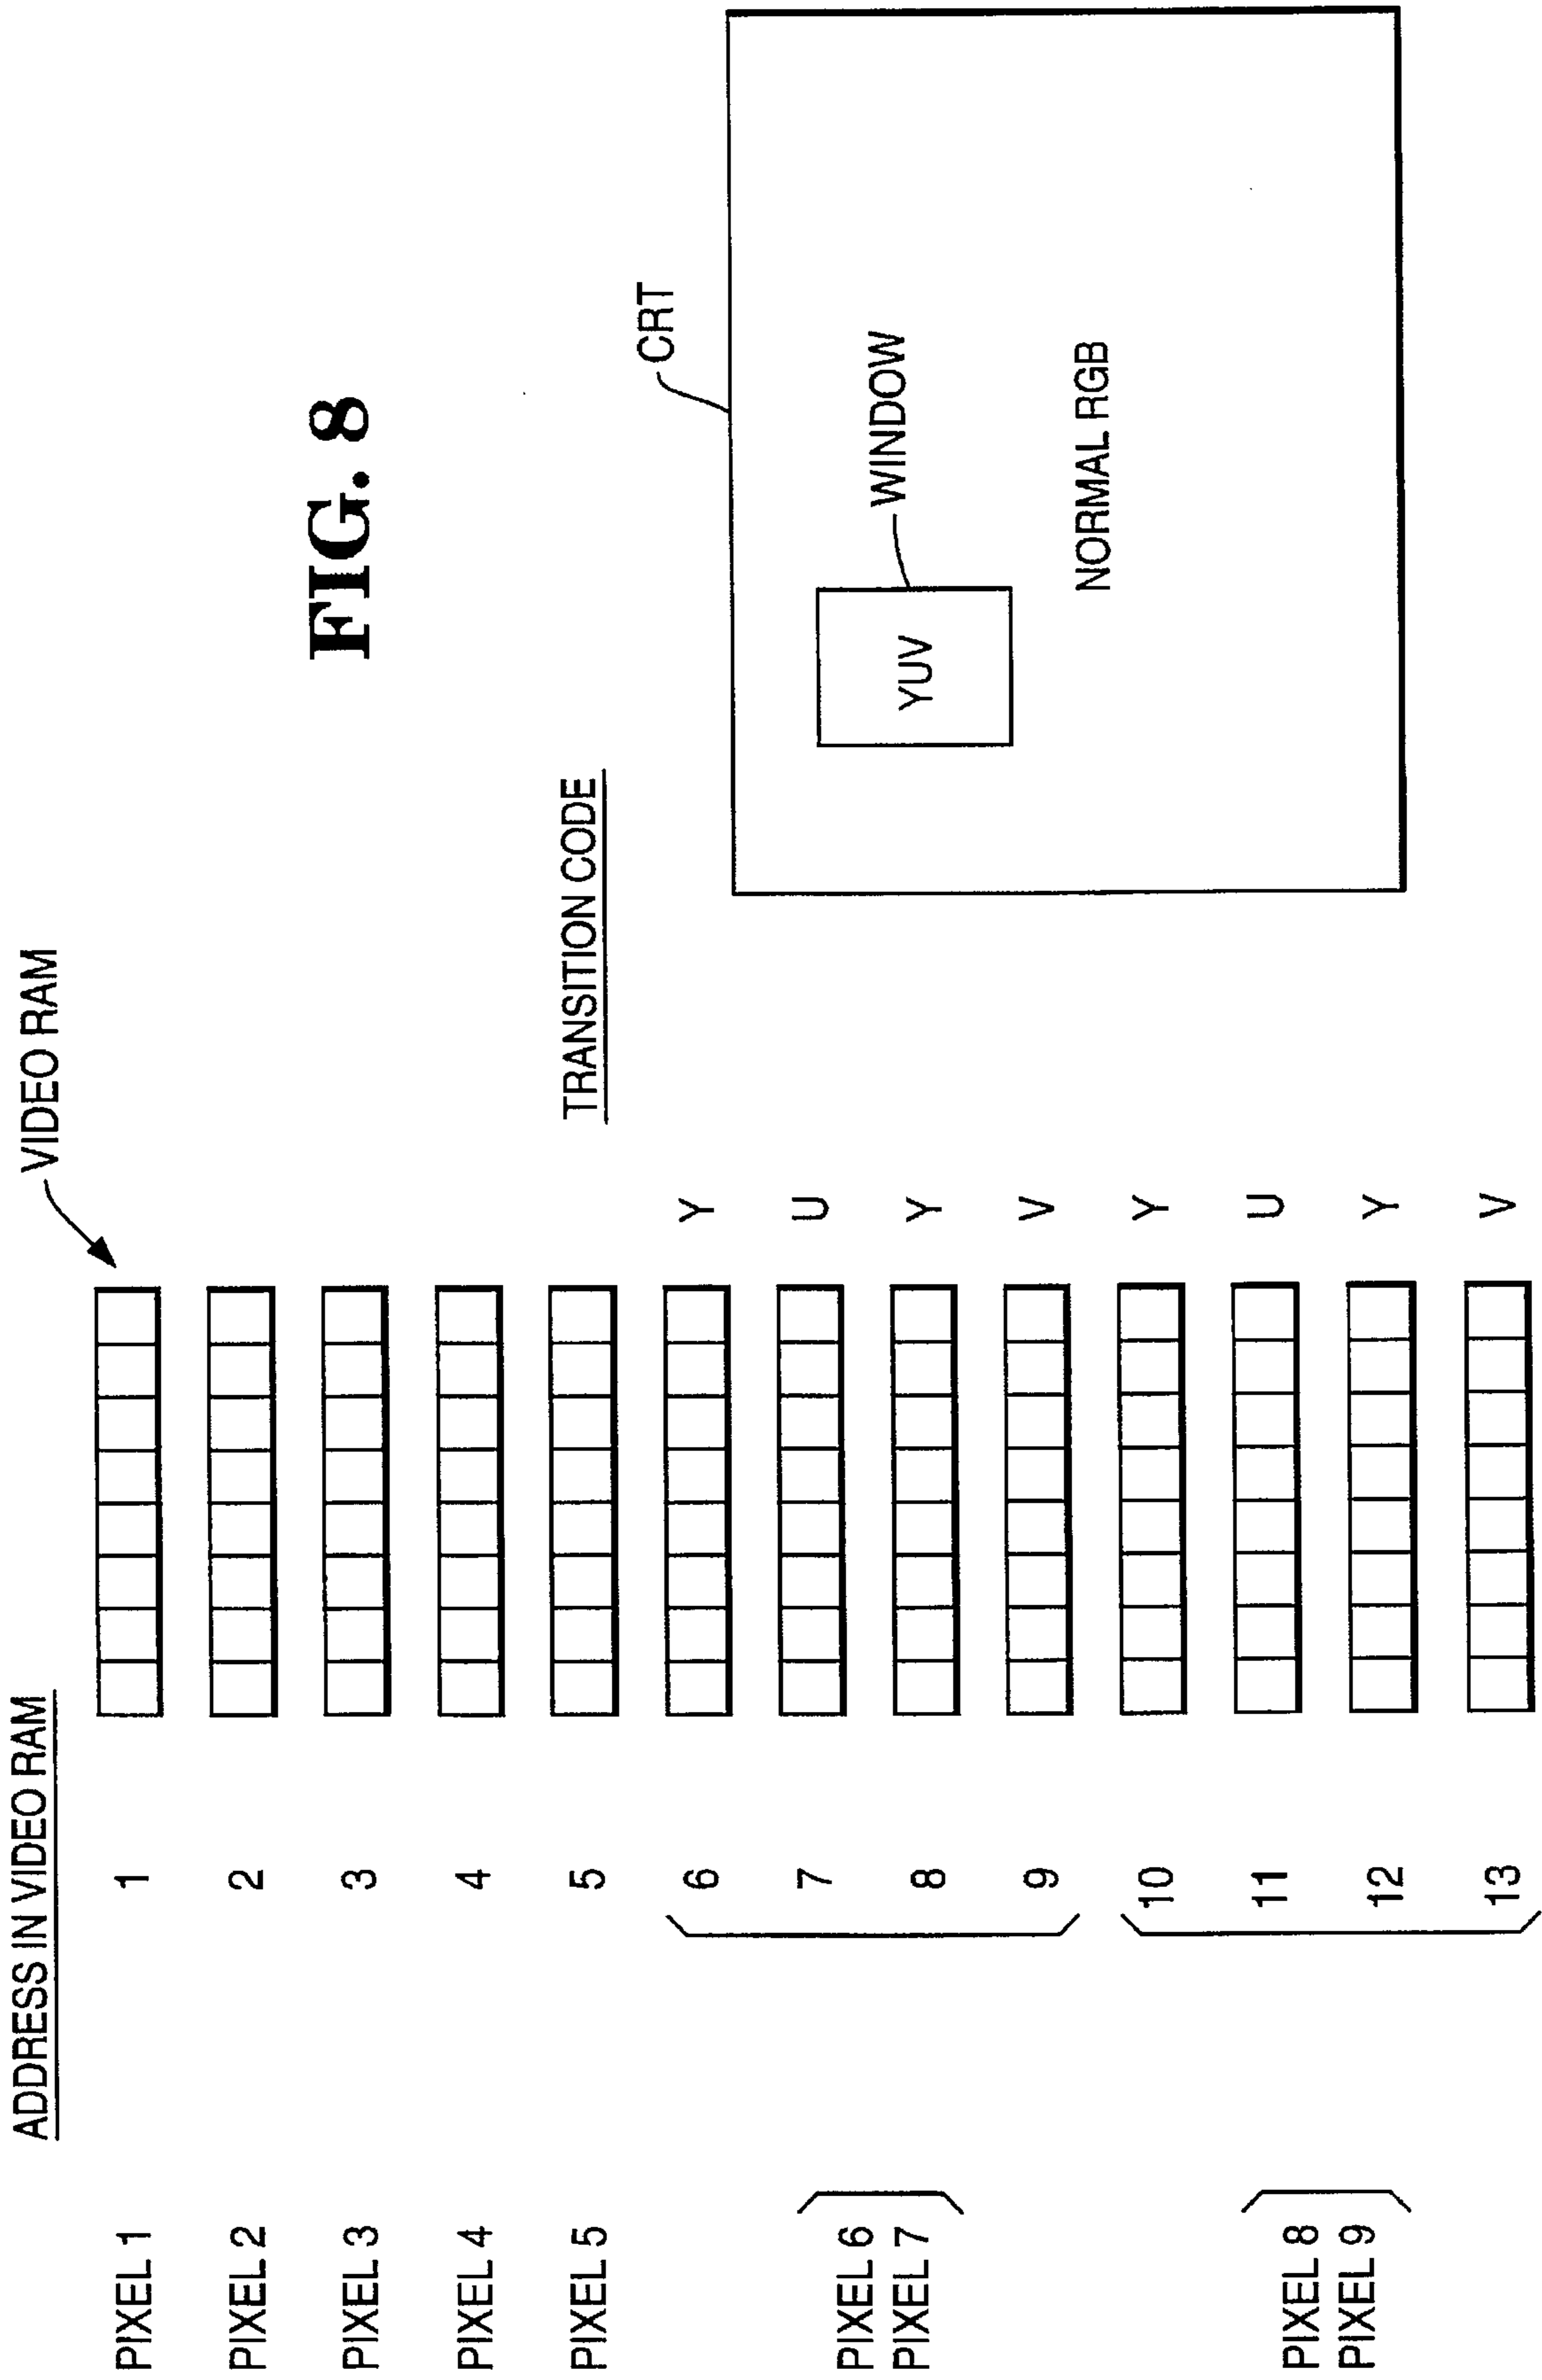 FIG. 8
ADDRESS IN VIDEO RAM
VIDEO RAM
PIXEL 1 1
PIXEL 2 2
PIXEL 3 3
PIXEL 4 4
PIXEL 5 5
TRANSITION CODE
6 Y
PIXEL 6 7 U
PIXEL 7 8 Y
9 V
10 Y
PIXEL 8 11 U
PIXEL 9 12 Y
13 V
CRT
WINDOW
YUV
NORMAL RGB